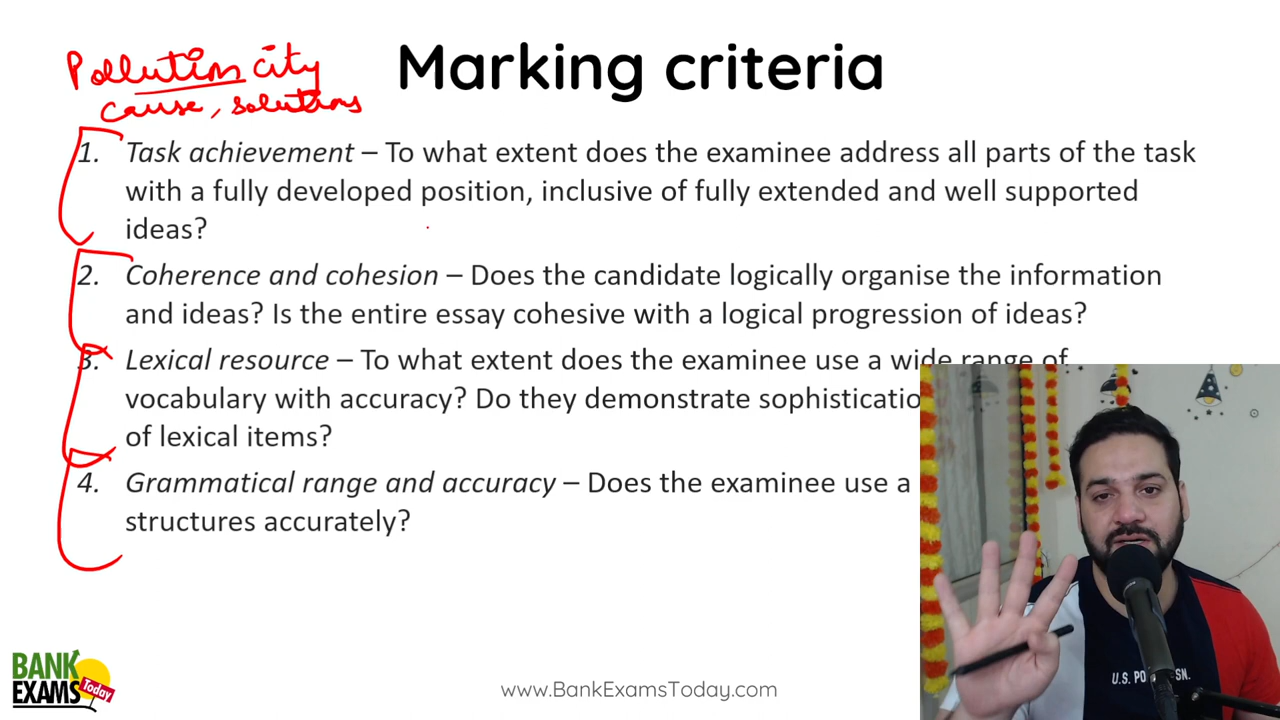 Pollution city
cause, solutions
Marking criteria
1. Task achievement – To what extent does the examinee address all parts of the task
with a fully developed position, inclusive of fully extended and well supported
ideas?
2. Coherence and cohesion – Does the candidate logically organise the information
and ideas? Is the entire essay cohesive with a logical progression of ideas?
3. Lexical resource – To what extent does the examinee use a wide range of
vocabulary with accuracy? Do they demonstrate
of lexical items?
4. Grammatical range and accuracy – Does the examinee use a
structures accurately?
U.S. PO SN.
BANK
EXAMS
Today
www.BankExamsToday.com